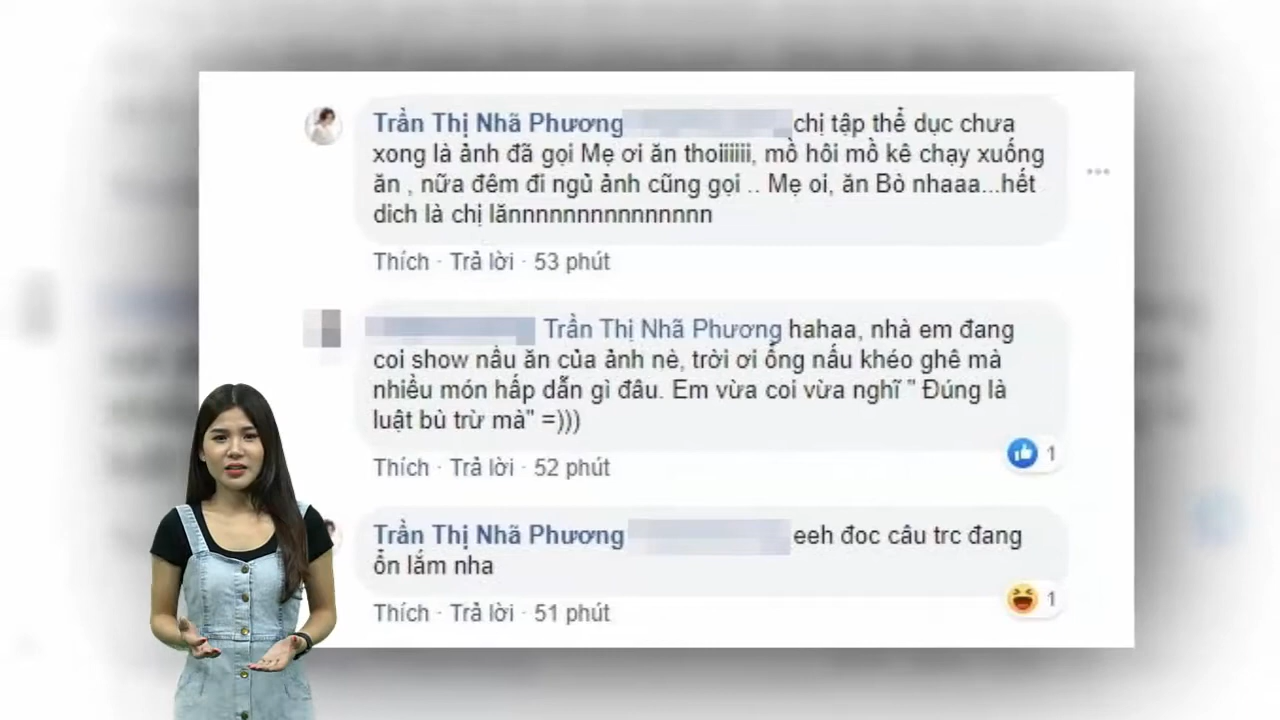 Trần Thị Nhã Phương chị tập thể dục chưa
xong là ảnh đã gọi Mẹ ơi ăn thoiiiiii, mồ hôi mồ kê chạy xuống
ăn , nữa đêm đi ngủ ảnh cũng gọi .. Mẹ oi, ăn Bò nhaaa...hết
dich là chị lănnnnnnnnnnnnnnnn
Thích · Trả lời · 53 phút
Trần Thị Nhã Phương hahaa, nhà em đang
coi show nấu ăn của ảnh nè, trời ơi ổng nấu khéo ghê mà
nhiều món hấp dẫn gì đâu. Em vừa coi vừa nghĩ " Đúng là
luật bù trừ mà" =)))
1
Thích · Trả lời · 52 phút
Trần Thị Nhã Phương eeh đoc câu trc đang
ổn lắm nha
1
Thích · Trả lời · 51 phút